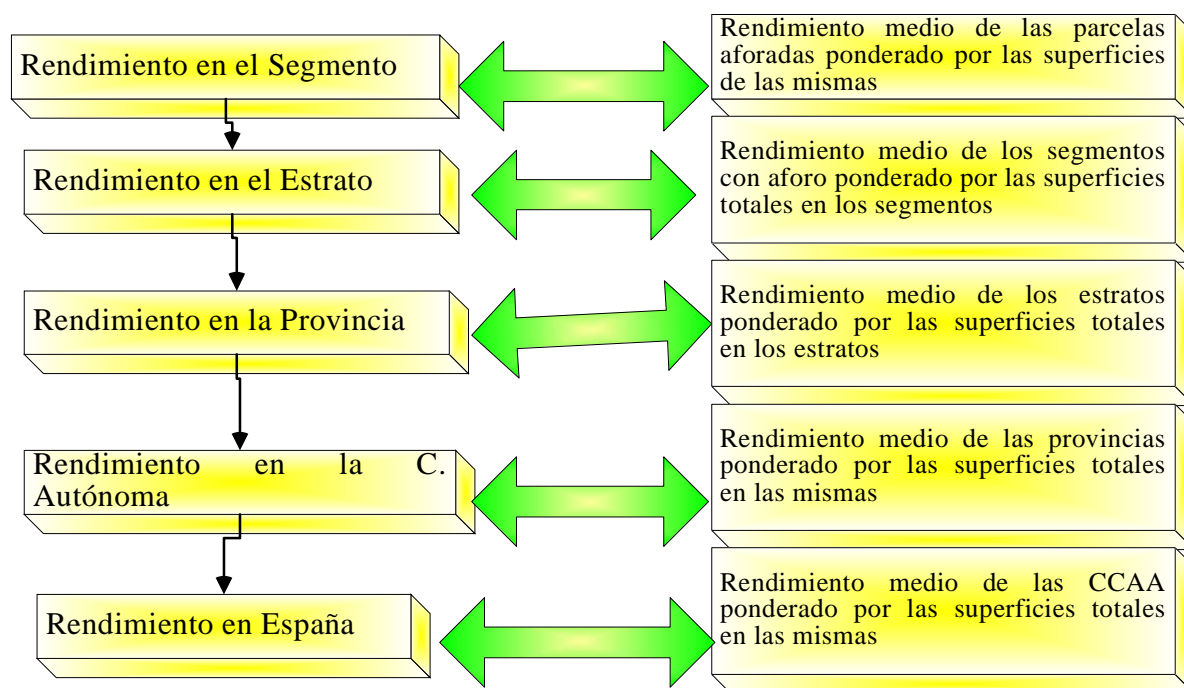 Rendimiento en el Segmento
Rendimiento medio de las parcelas
aforadas ponderado por las superficies
de las mismas
Rendimiento en el Estrato
Rendimiento medio de los segmentos
con aforo ponderado por las superficies
totales en los segmentos
Rendimiento en la Provincia
Rendimiento medio de los estratos
ponderado por las superficies totales
en los estratos
Rendimiento en la C.
Autónoma
Rendimiento medio de las provincias
ponderado por las superficies totales
en las mismas
Rendimiento en España
Rendimiento medio de las CCAA
ponderado por las superficies totales
en las mismas